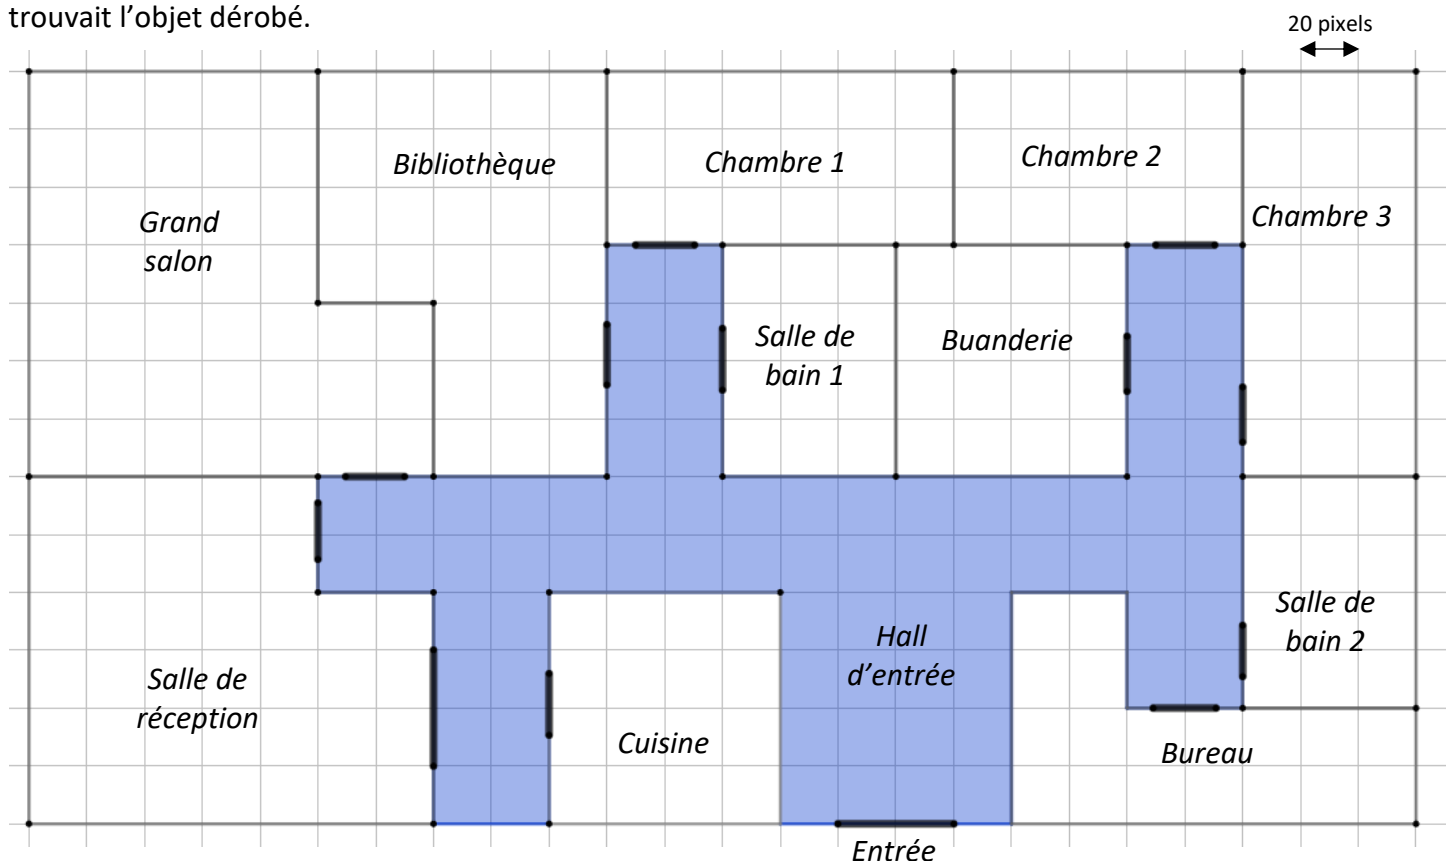 trouvait l’objet dérobé.
20 pixels
Bibliothèque
Chambre 1
Chambre 2
Grand
salon
Chambre 3
Salle de
bain 1
Buanderie
Hall
d’entrée
Salle de
bain 2
Salle de
réception
Cuisine
Bureau
Entrée